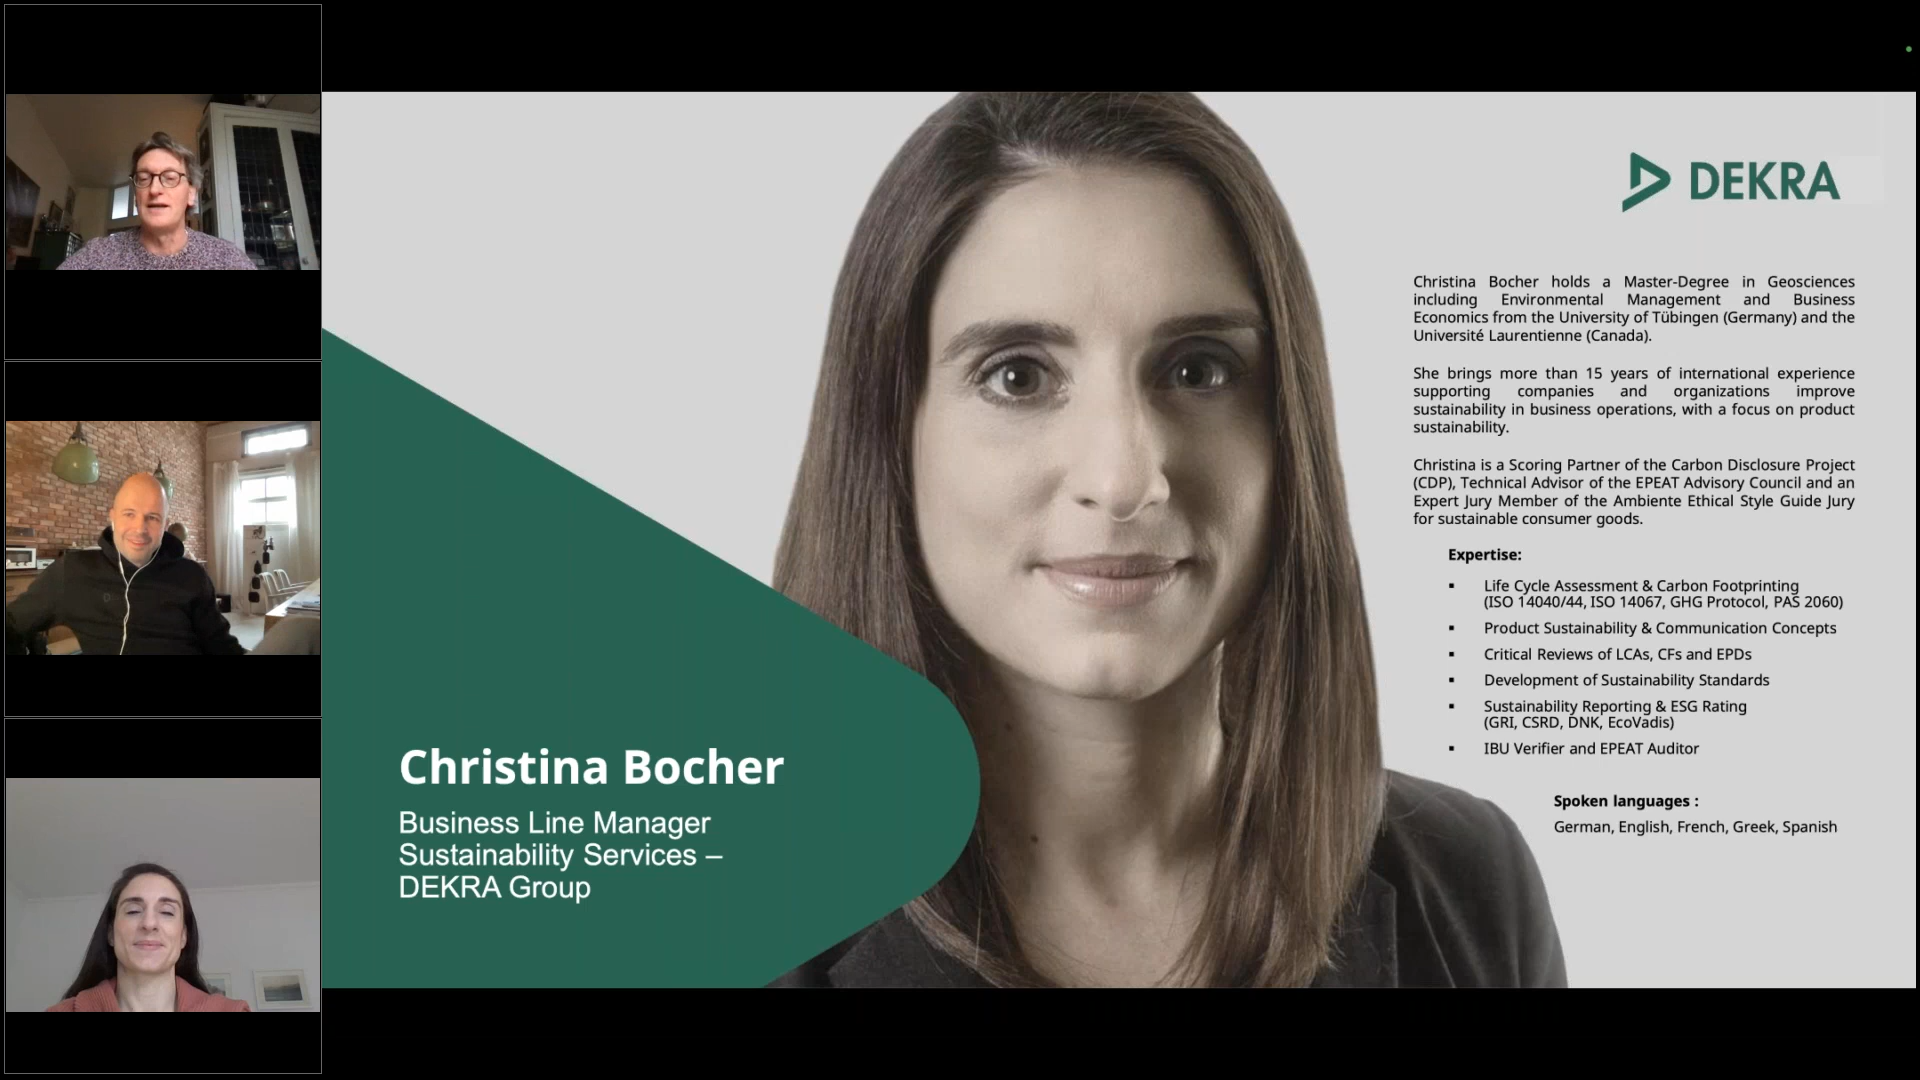 DEKRA
Christina Bocher holds a Master-Degree in Geosciences
including Environmental Management and Business
Economics from the University of Tübingen (Germany) and the
Université Laurentienne (Canada).
She brings more than 15 years of international experience
supporting companies and organizations improve
sustainability in business operations, with a focus on product
sustainability.
Christina is a Scoring Partner of the Carbon Disclosure Project
(CDP), Technical Advisor of the EPEAT Advisory Council and an
Expert Jury Member of the Ambiente Ethical Style Guide Jury
for sustainable consumer goods.
Expertise:
▪ Life Cycle Assessment & Carbon Footprinting
(ISO 14040/44, ISO 14067, GHG Protocol, PAS 2060)
▪ Product Sustainability & Communication Concepts
▪ Critical Reviews of LCAs, CFs and EPDs
▪ Development of Sustainability Standards
▪ Sustainability Reporting & ESG Rating
(GRI, CSRD, DNK, EcoVadis)
▪ IBU Verifier and EPEAT Auditor
Spoken languages :
German, English, French, Greek, Spanish
Christina Bocher
Business Line Manager
Sustainability Services –
DEKRA Group